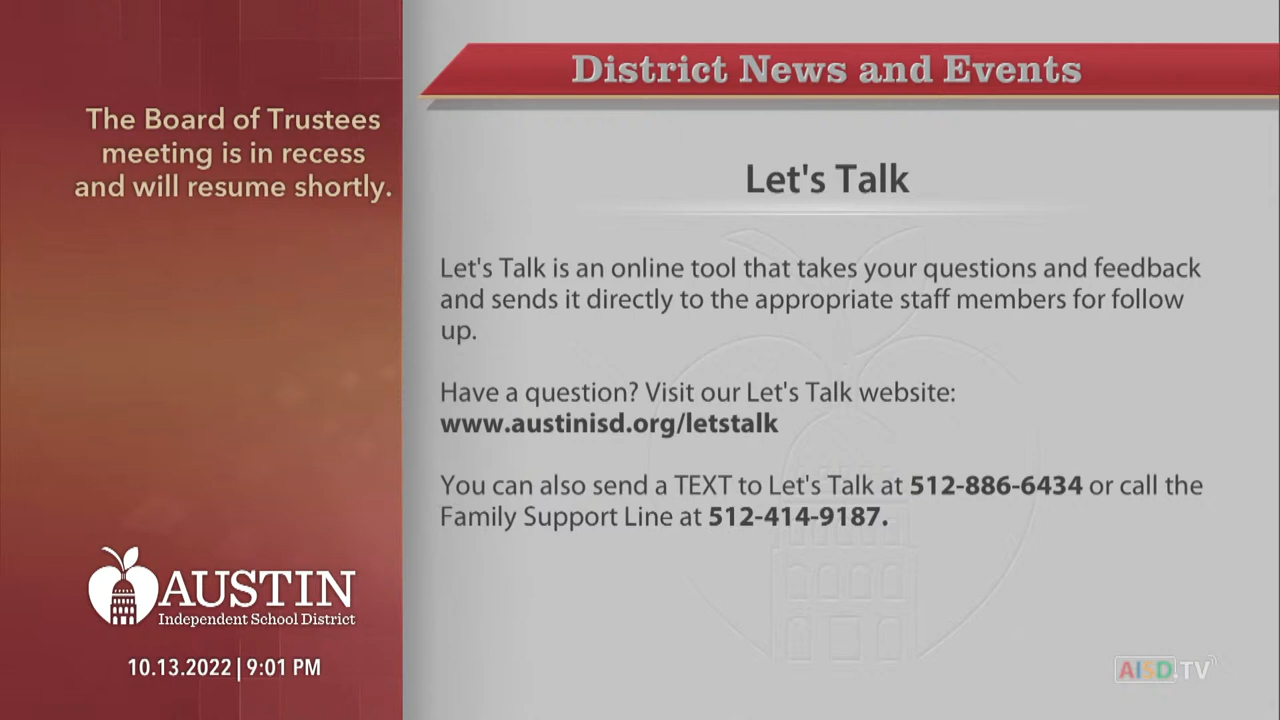 The Board of Trustees
meeting is in recess
and will resume shortly.
AUSTIN
Independent School District
10.13.2022 | 9:01 PM
District News and Events
Let's Talk
Let's Talk is an online tool that takes your questions and feedback
and sends it directly to the appropriate staff members for follow
up.
Have a question? Visit our Let's Talk website:
www.austinisd.org/letstalk
You can also send a TEXT to Let's Talk at 512-886-6434 or call the
Family Support Line at 512-414-9187.
AISD.TV